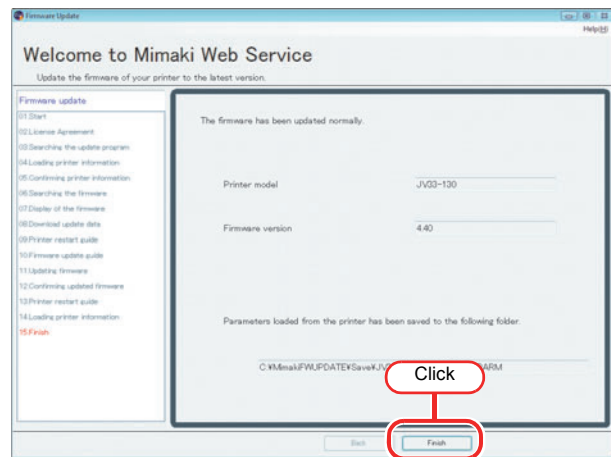 Firmware Update
Help(H)
Welcome to Mimaki Web Service
Update the firmware of your printer to the latest version.
Firmware update
01.Start
02.License Agreement
03.Searching the update program
04.Loading printer information
05.Confirming printer information
06.Searching the firmware
07.Display of the firmware
08.Download update data
09.Printer restart guide
10.Firmware update guide
11.Updating firmware
12.Confirming updated firmware
13.Printer restart guide
14.Loading printer information
15.Finish
The firmware has been updated normally.
Printer model JV33-130
Firmware version 4.40
Parameters loaded from the printer has been saved to the following folder.
C:¥MimakiFWUPDATE¥Save¥JV
Click
Back Finish